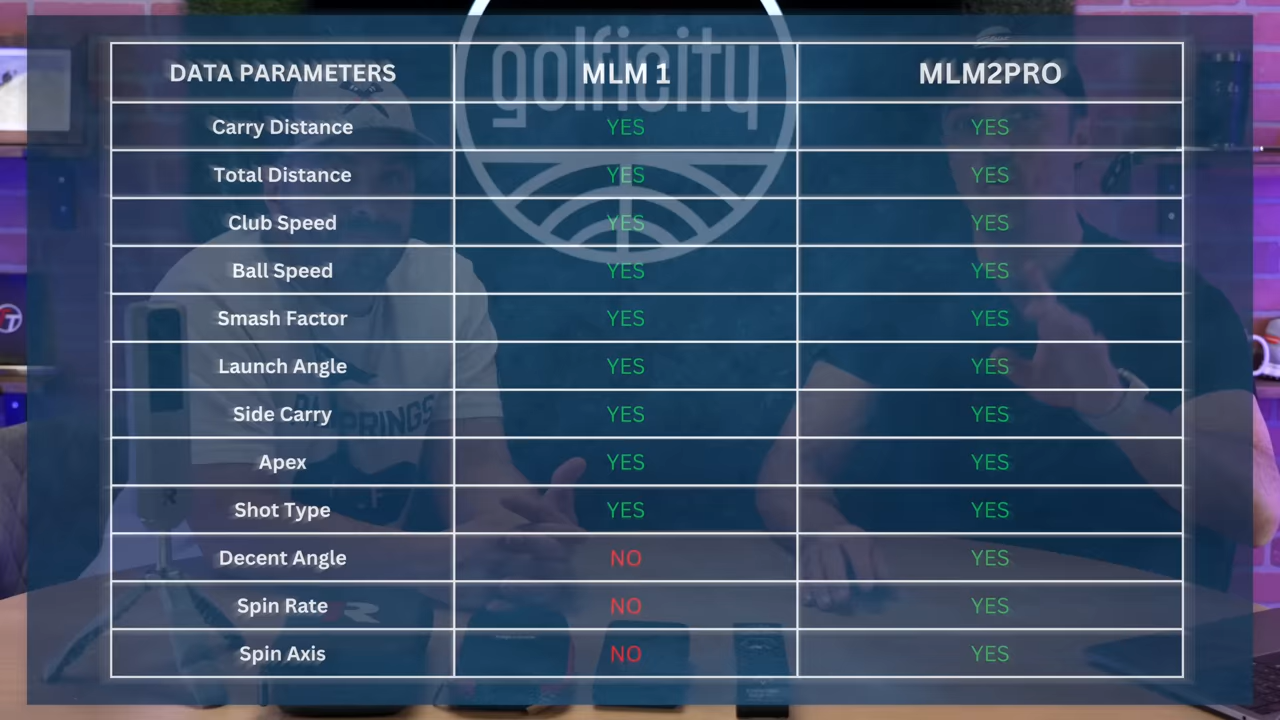 golficity
DATA PARAMETERS MLM 1 MLM2PRO
Carry Distance YES YES
Total Distance YES YES
Club Speed YES YES
Ball Speed YES YES
Smash Factor YES YES
Launch Angle YES YES
Side Carry YES YES
Apex YES YES
Shot Type YES YES
Decent Angle NO YES
Spin Rate NO YES
Spin Axis NO YES